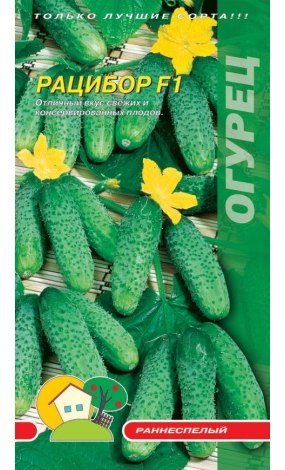 ТОЛЬКО ЛУЧШИЕ СОРТА!!!
РАЦИБОР F1
Отличный вкус свежих и
консервированных плодов.
ОГУРЕЦ
РАННЕСПЕЛЫЙ